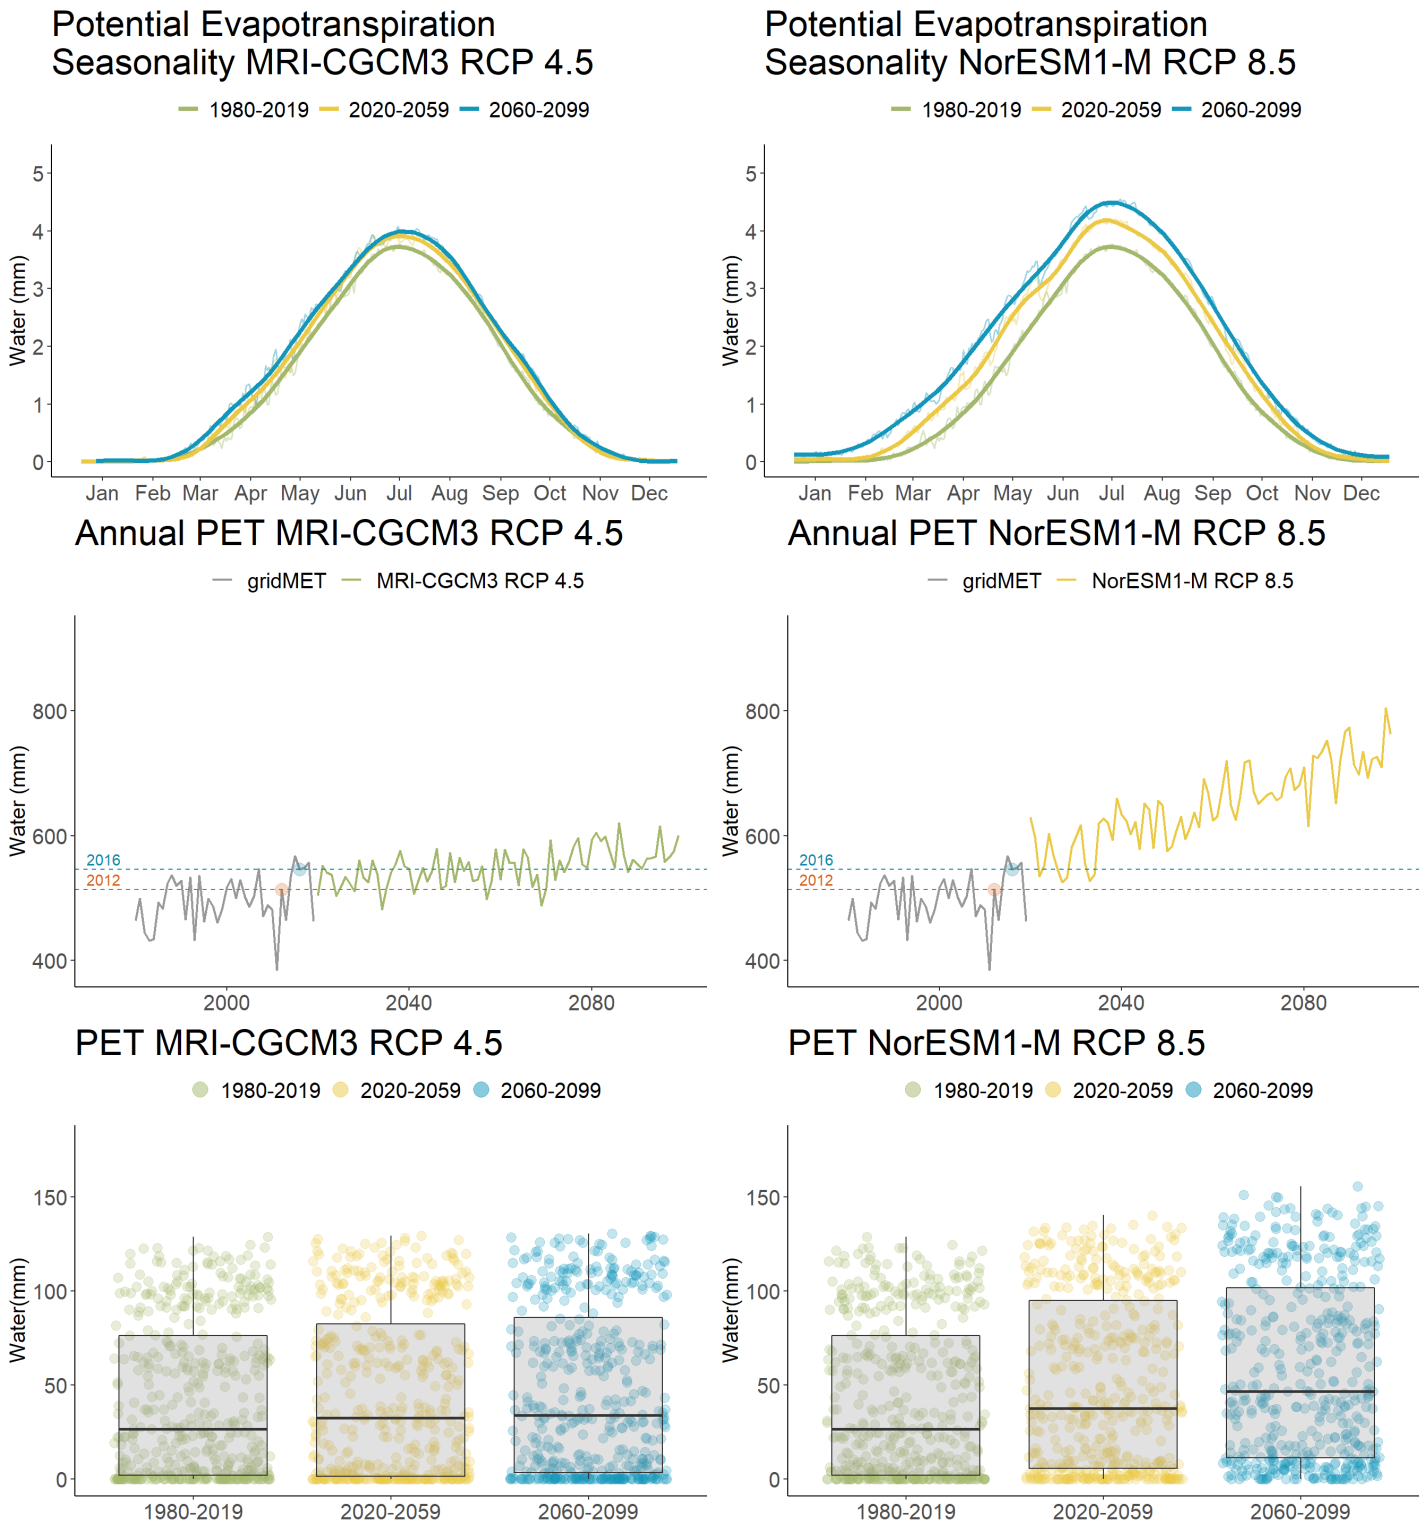 Potential Evapotranspiration
Seasonality MRI-CGCM3 RCP 4.5
1980-2019 2020-2059 2060-2099
5
4
3
2
1
0
Water (mm)
Jan Feb Mar Apr May Jun Jul Aug Sep Oct Nov Dec
Potential Evapotranspiration
Seasonality NorESM1-M RCP 8.5
1980-2019 2020-2059 2060-2099
5
4
3
2
1
0
Water (mm)
Jan Feb Mar Apr May Jun Jul Aug Sep Oct Nov Dec
Annual PET MRI-CGCM3 RCP 4.5
gridMET MRI-CGCM3 RCP 4.5
800
600
400
Water (mm)
2016
2012
2000 2040 2080
Annual PET NorESM1-M RCP 8.5
gridMET NorESM1-M RCP 8.5
800
600
400
Water (mm)
2016
2012
2000 2040 2080
PET MRI-CGCM3 RCP 4.5
1980-2019 2020-2059 2060-2099
150
100
50
0
Water(mm)
1980-2019 2020-2059 2060-2099
PET NorESM1-M RCP 8.5
1980-2019 2020-2059 2060-2099
150
100
50
0
Water(mm)
1980-2019 2020-2059 2060-2099